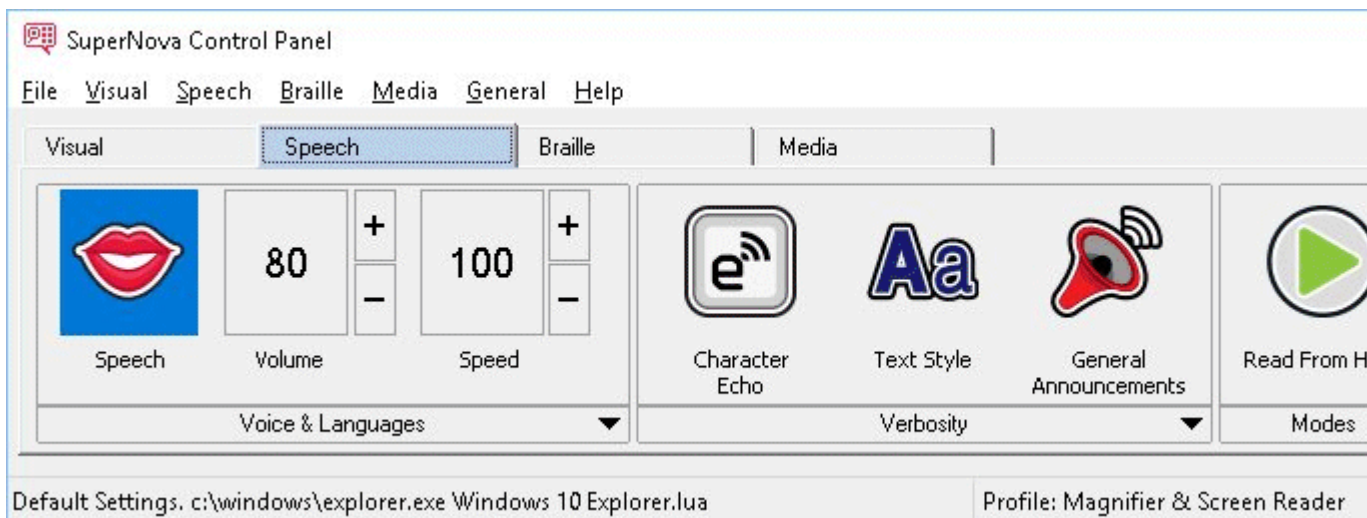 SuperNova Control Panel
File Visual Speech Braille Media General Help
Visual Speech Braille Media
80 + - 100 + -
e Aa
Speech Volume Speed Character Echo Text Style General Announcements Read From H
Voice & Languages Verbosity Modes
Default Settings. c:\windows\explorer.exe Windows 10 Explorer.lua Profile: Magnifier & Screen Reader